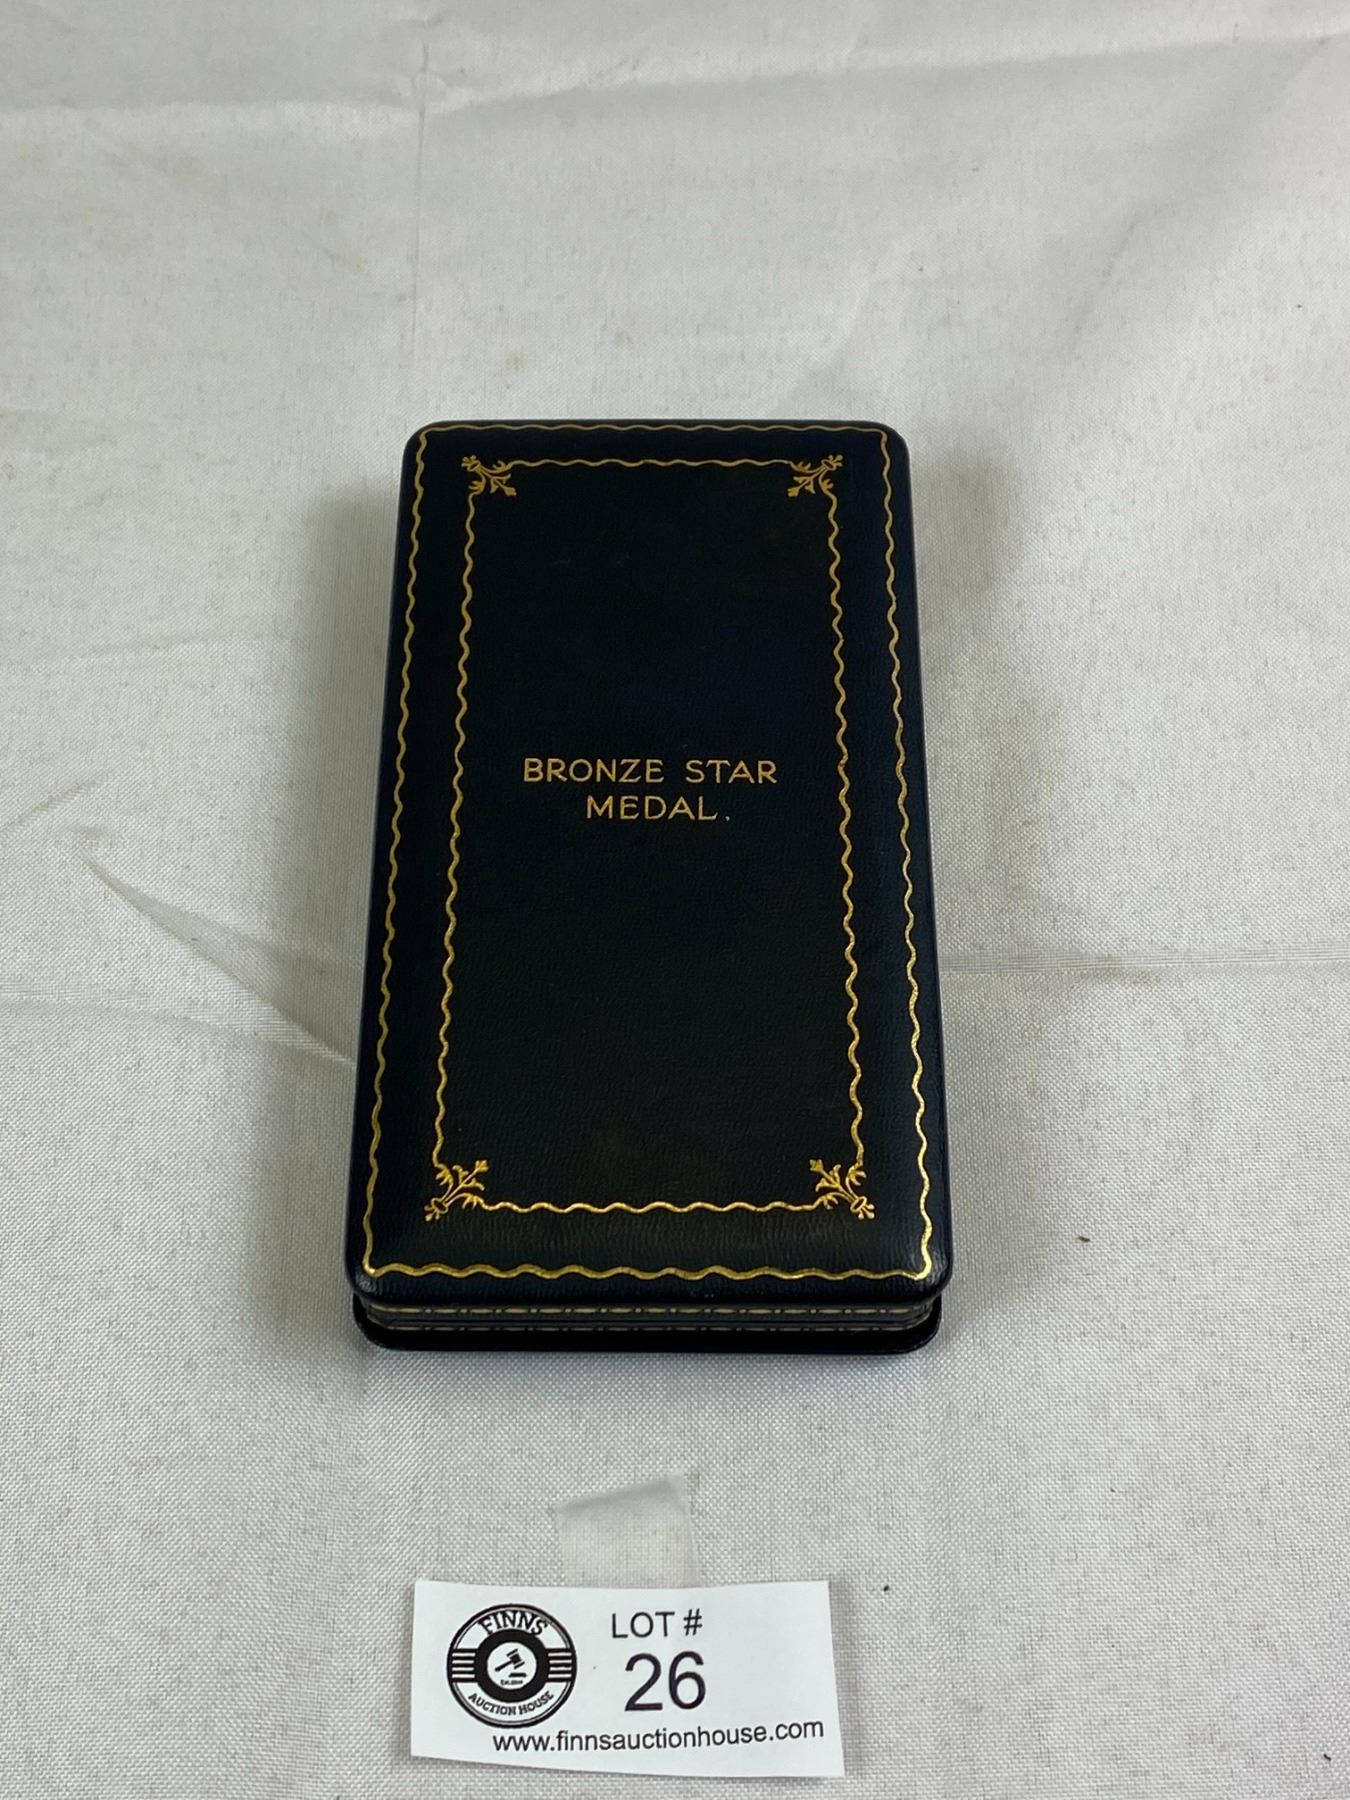 BRONZE STAR
MEDAL.
FINNS
AUCTION HOUSE
LOT #
26
www.finnsauctionhouse.com